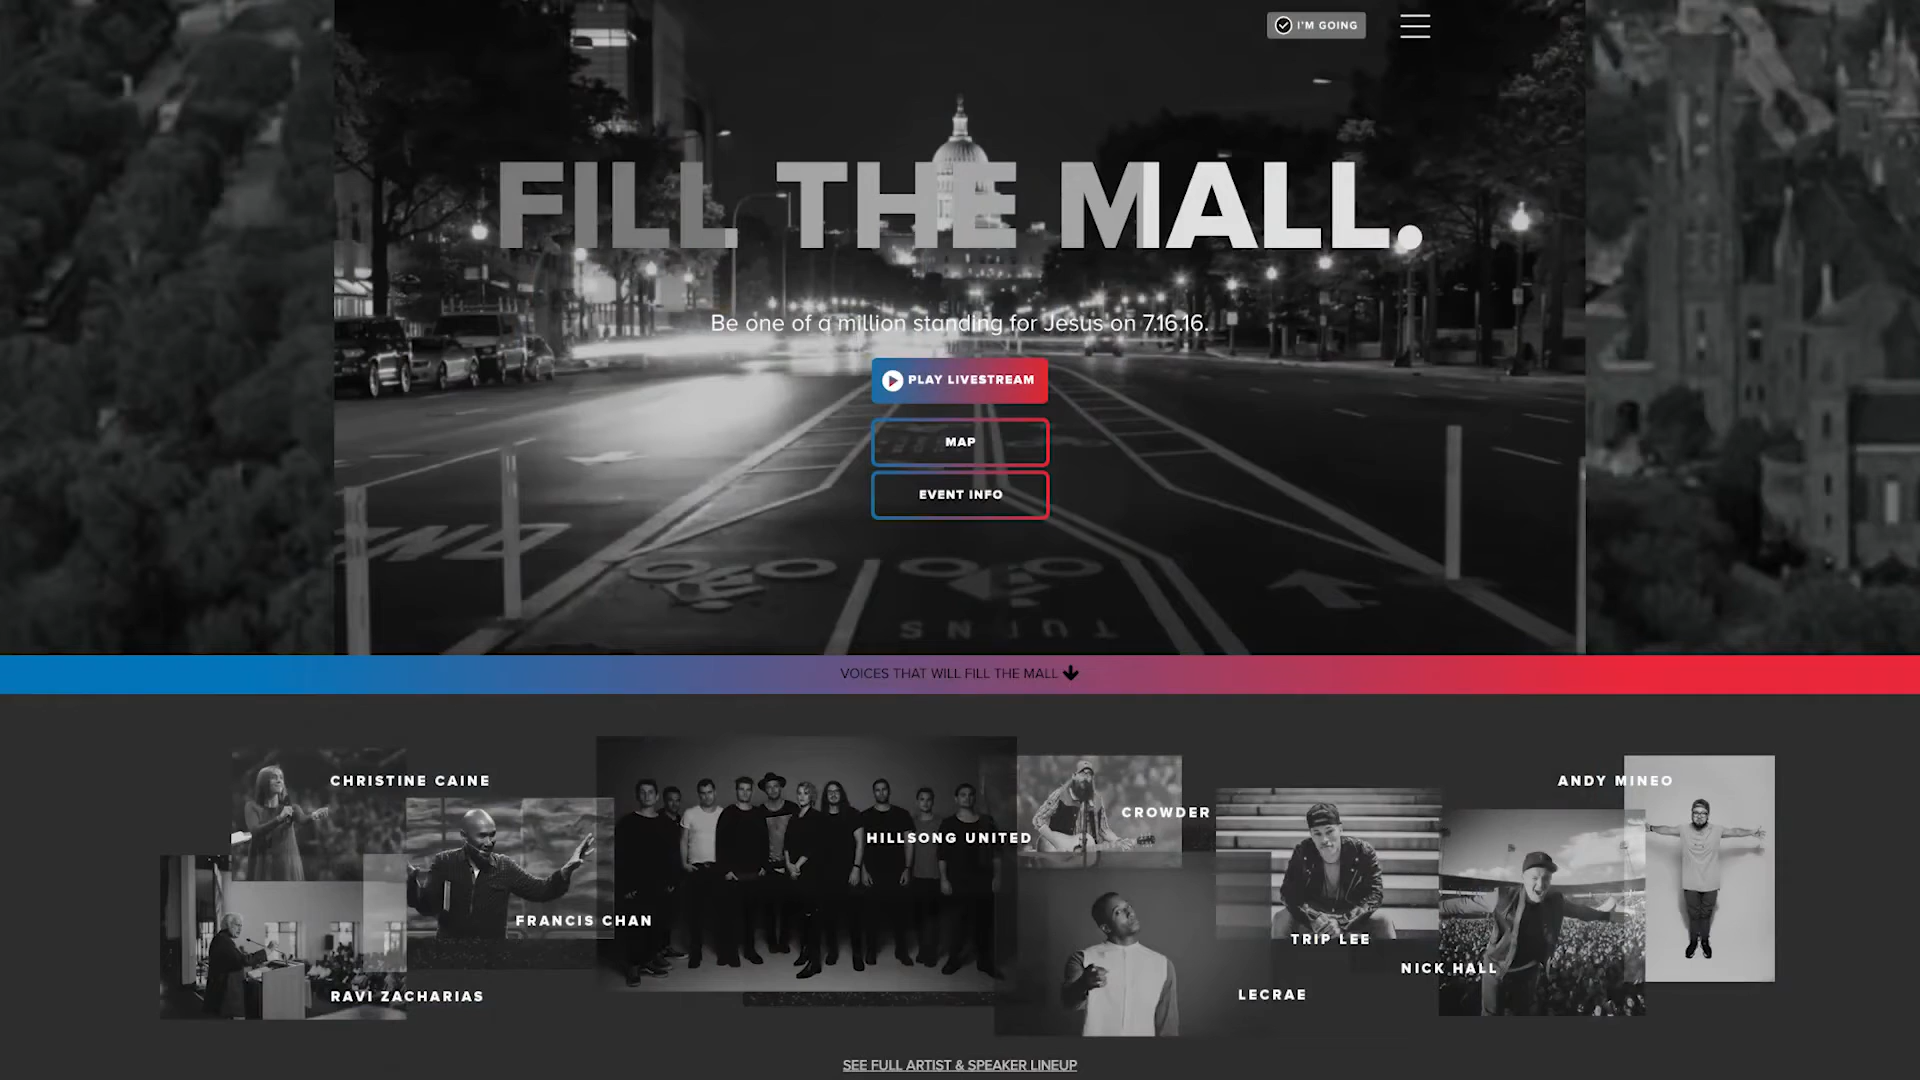 I'M GOING
FILL THE MALL.
Be one of a million standing for Jesus on 7.16.16.
PLAY LIVESTREAM
MAP
EVENT INFO
TURNS
VOICES THAT WILL FILL THE MALL
CHRISTINE CAINE
ANDY MINEO
CROWDER
HILLSONG UNITED
FRANCIS CHAN
TRIP LEE
NICK HALL
LECRAE
RAVI ZACHARIAS
SEE FULL ARTIST & SPEAKER LINEUP